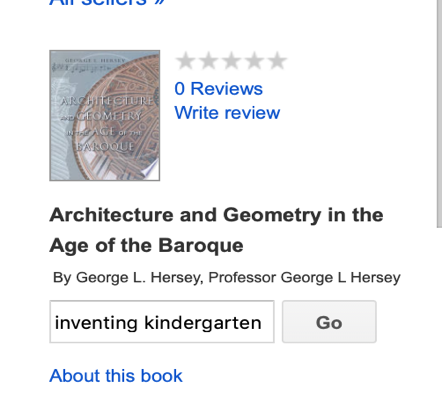 All sellers »
GEORGE L. HERSEY
ARCHITECTURE
AND GEOMETRY
IN THE AGE OF THE
BAROQUE
0 Reviews
Write review
Architecture and Geometry in the
Age of the Baroque
By George L. Hersey, Professor George L Hersey
inventing kindergarten
Go
About this book